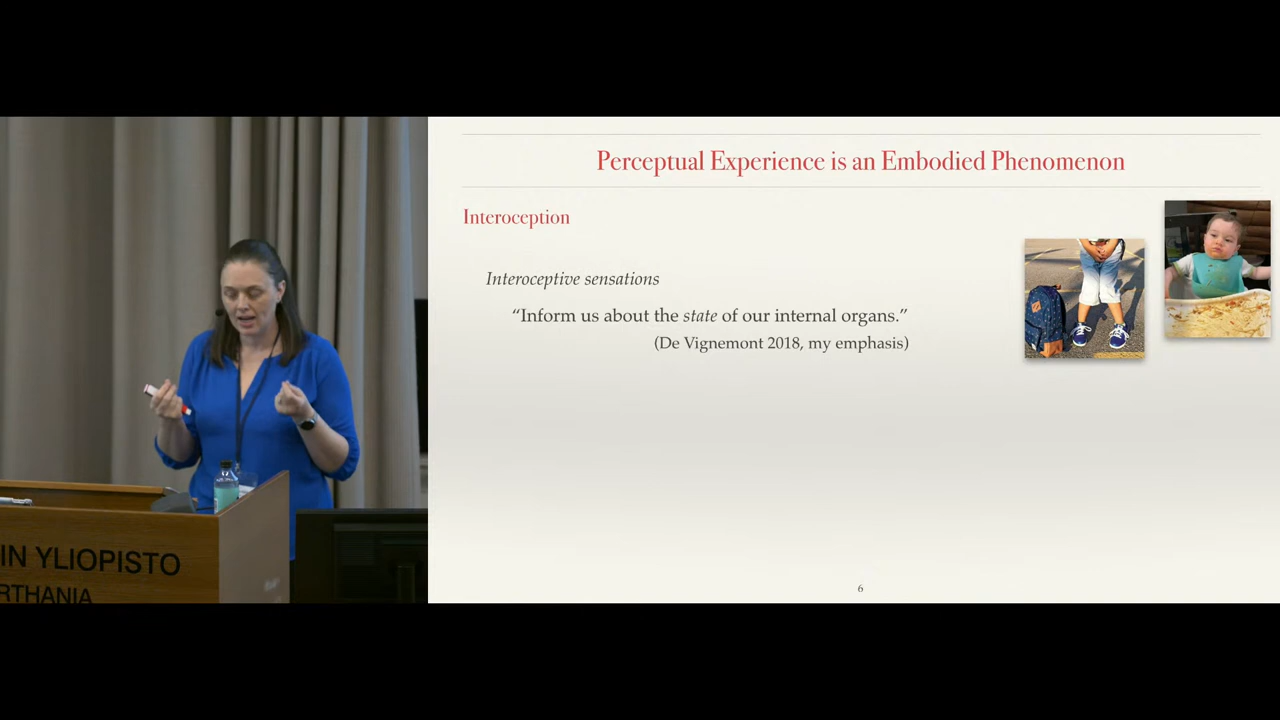 Perceptual Experience is an Embodied Phenomenon
Interoception
Interoceptive sensations
“Inform us about the state of our internal organs.”
(De Vignemont 2018, my emphasis)
6
IN YLIOPISTO
RTHANIA